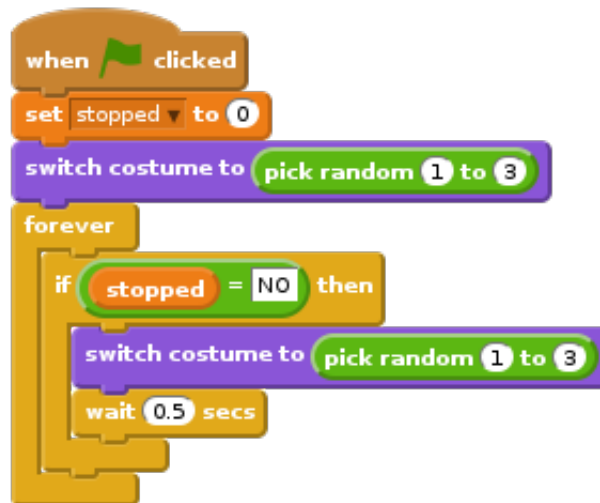 when clicked
set stopped to 0
switch costume to pick random 1 to 3
forever
if stopped = NO then
switch costume to pick random 1 to 3
wait 0.5 secs